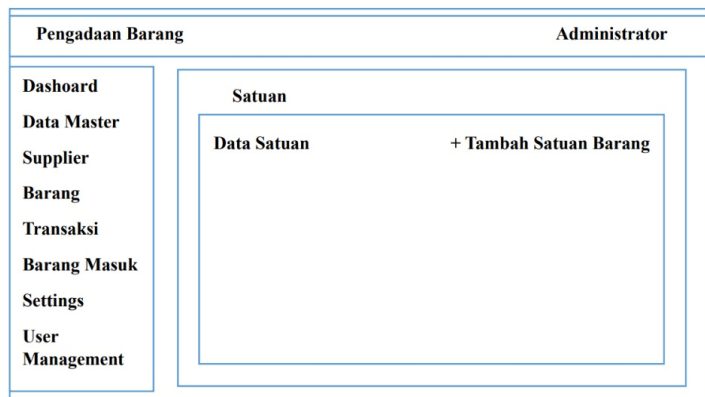 Pengadaan Barang Administrator
Dashoard
Data Master
Supplier
Barang
Transaksi
Barang Masuk
Settings
User
Management
Satuan
Data Satuan + Tambah Satuan Barang